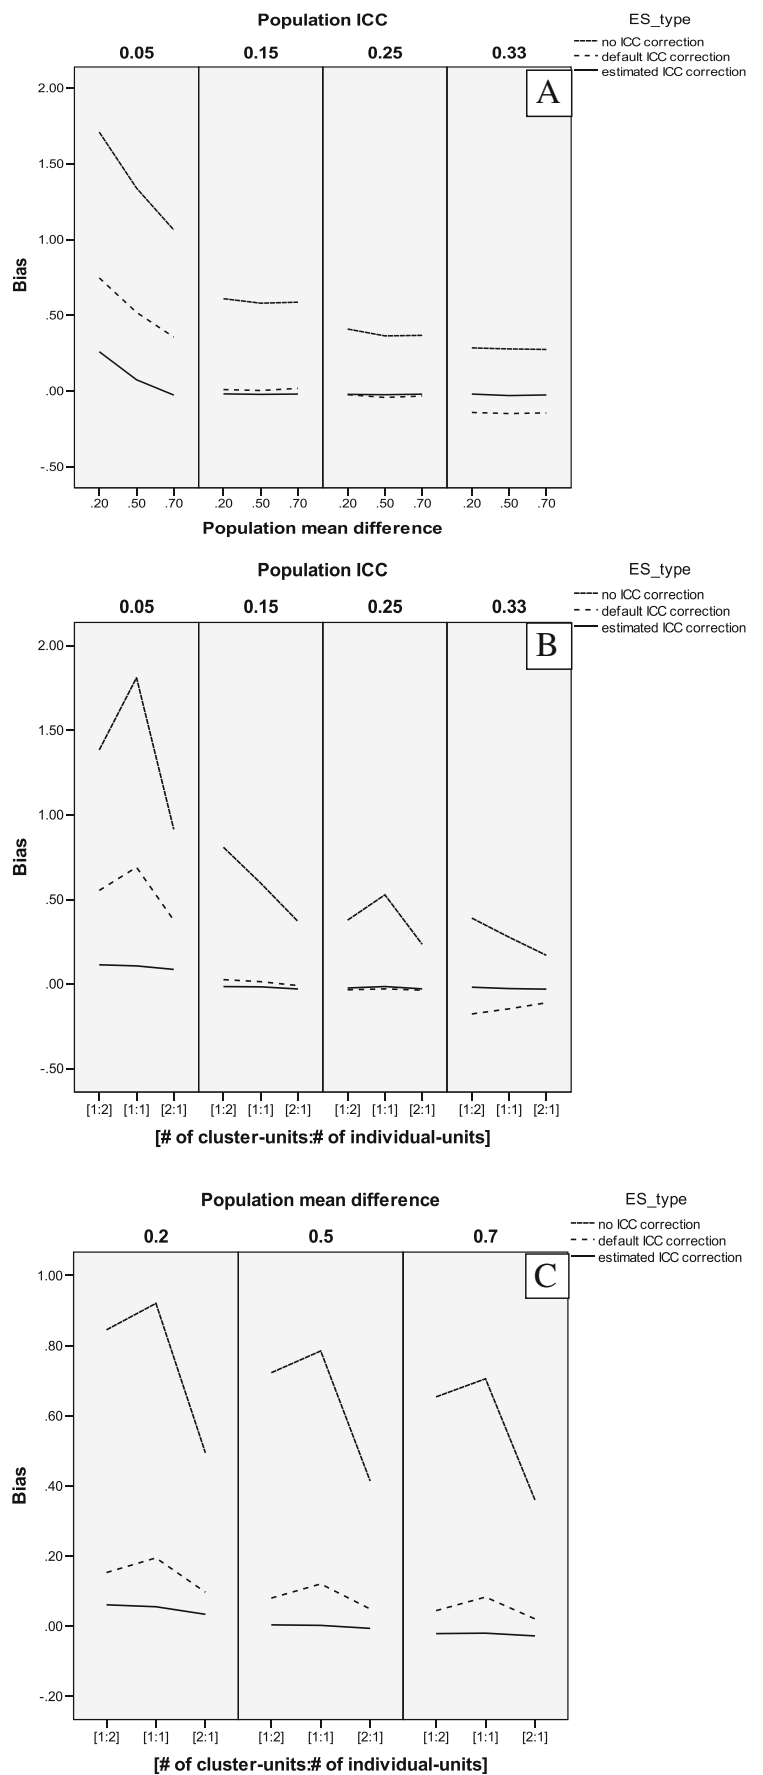 Population ICC
ES_type
0.05 0.15 0.25 0.33
no ICC correction
default ICC correction
estimated ICC correction
A
2.00
1.50
1.00
.50
.00
-.50
Bias
.20 .50 .70 .20 .50 .70 .20 .50 .70 .20 .50 .70
Population mean difference
Population ICC
ES_type
0.05 0.15 0.25 0.33
no ICC correction
default ICC correction
estimated ICC correction
B
2.00
1.50
1.00
.50
.00
-.50
Bias
[1:2] [1:1] [2:1] [1:2] [1:1] [2:1] [1:2] [1:1] [2:1] [1:2] [1:1] [2:1]
[# of cluster-units:# of individual-units]
Population mean difference
ES_type
0.2 0.5 0.7
no ICC correction
default ICC correction
estimated ICC correction
C
1.00
.80
.60
.40
.20
.00
-.20
Bias
[1:2] [1:1] [2:1] [1:2] [1:1] [2:1] [1:2] [1:1] [2:1]
[# of cluster-units:# of individual-units]